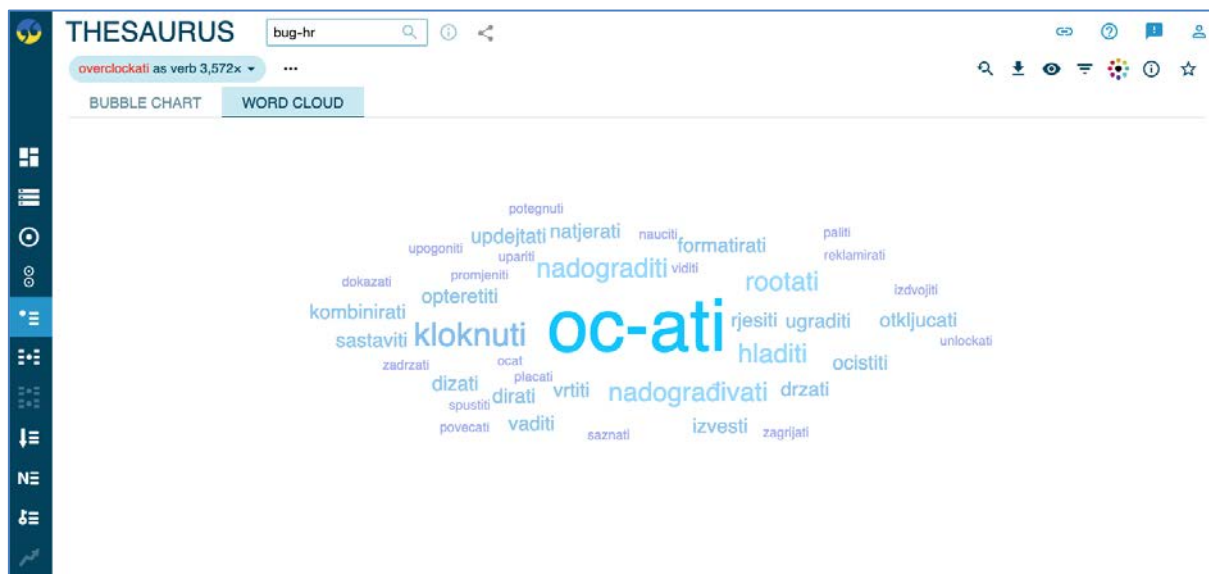 THESAURUS bug-hr
overclockati as verb 3,572x ...
BUBBLE CHART WORD CLOUD
potegnuti
updejtati natjerati nauciti formatirati paliti
upogoniti upariti reklamirati
dokazati promjeniti nadograditi viditi rootati izdvojiti
kombinirati opteretiti
sastaviti kloknuti oc-ati rjesiti ugraditi otkljucati
unlockati
zadrzati ocat hladiti ocistiti
dizati placati
spustiti dirati vrtiti nadograđivati drzati
povecati vaditi saznati izvesti zagrijati
N